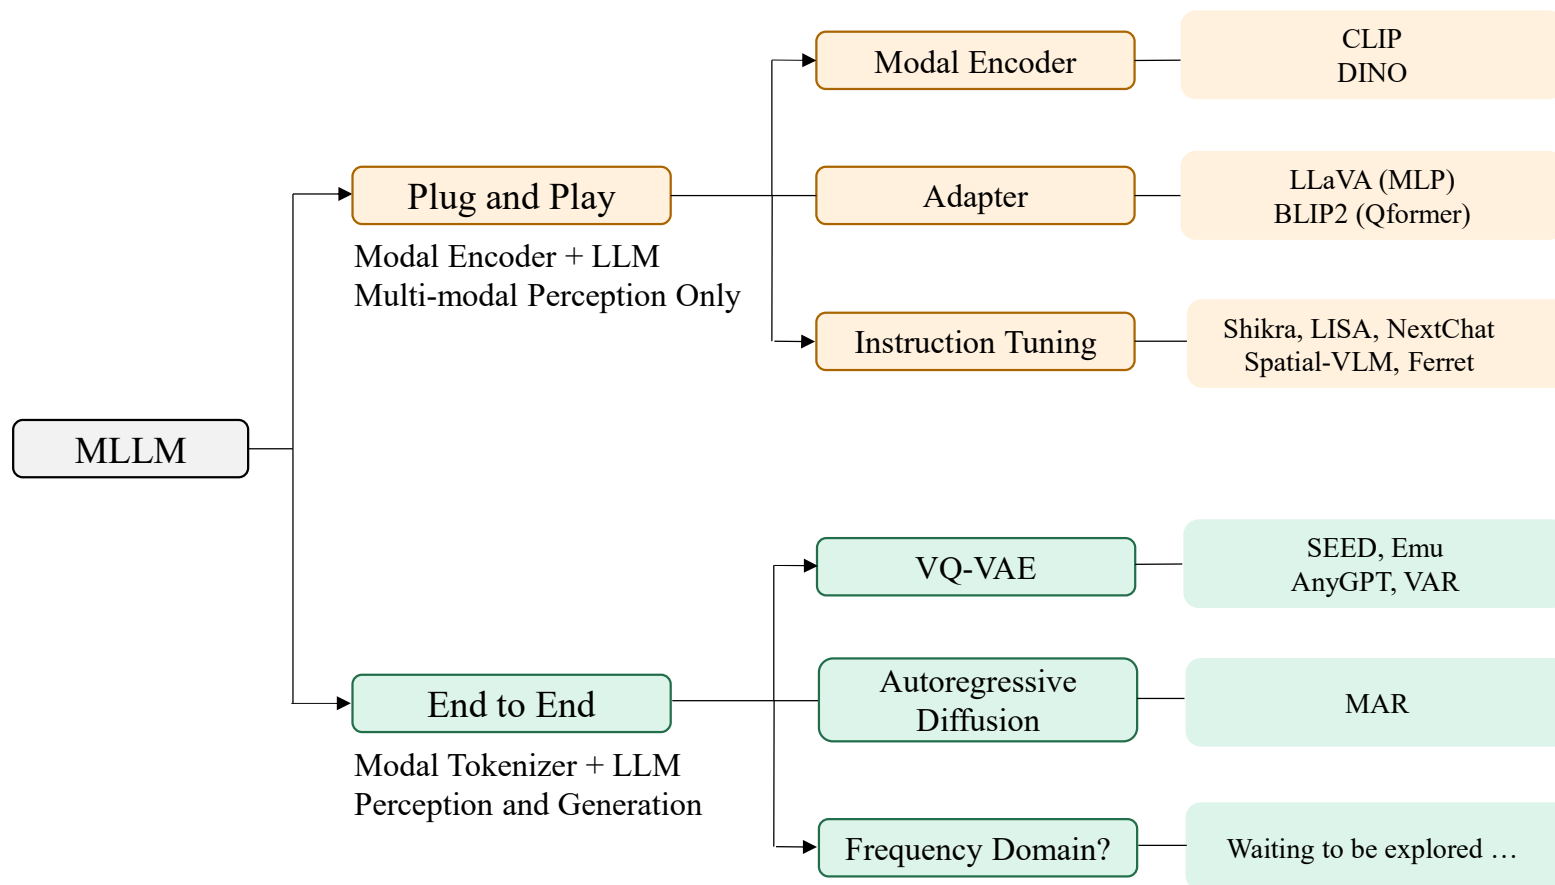 CLIP
DINO
Modal Encoder
Plug and Play
Modal Encoder + LLM
Multi-modal Perception Only
Adapter
LLaVA (MLP)
BLIP2 (Qformer)
Instruction Tuning
Shikra, LISA, NextChat
Spatial-VLM, Ferret
MLLM
VQ-VAE
SEED, Emu
AnyGPT, VAR
End to End
Modal Tokenizer + LLM
Perception and Generation
Autoregressive
Diffusion
MAR
Frequency Domain?
Waiting to be explored …